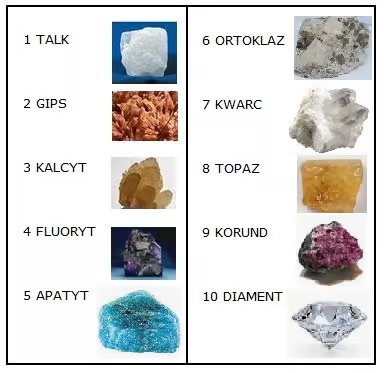 1 TALK
2 GIPS
3 KALCYT
4 FLUORYT
5 APATYT
6 ORTOKLAZ
7 KWARC
8 TOPAZ
9 KORUND
10 DIAMENT